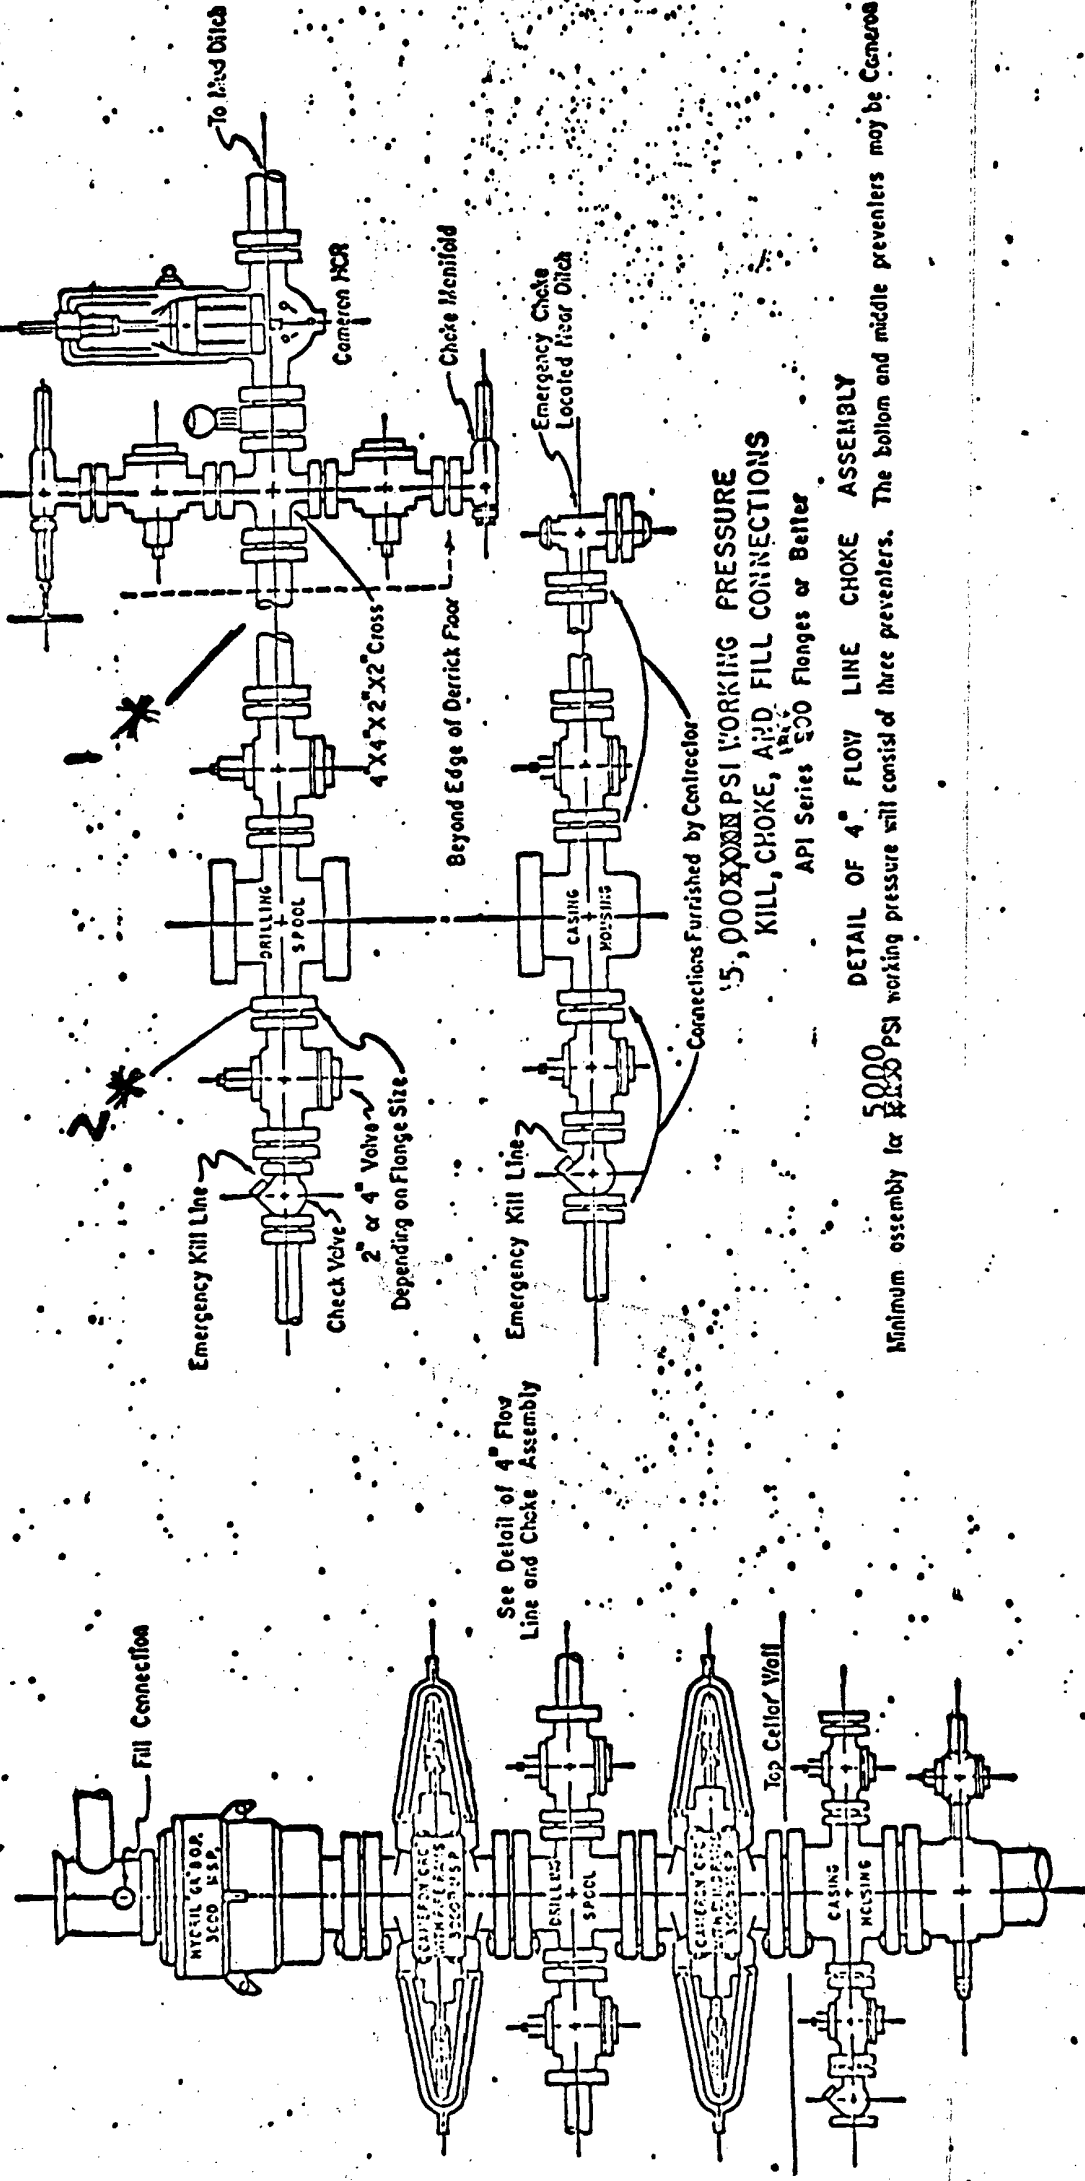 Fill Connection
HYDRIL "GK" B.O.P.
3000 W.S.P.
DRILLING
SPOOL
See Detail of 4" Flow
Line and Choke Assembly
Top Cellar Wall
CASING
HOUSING
To Mud Ditch
Cameron HCR
Choke Manifold
1
2
4"X4"X2"X2" Cross
Beyond Edge of Derrick Floor
DRILLING
SPOOL
Emergency Kill Line
Check Valve
2" or 4" Valve
Depending on Flange Size
Emergency Choke
Located Near Ditch
CASING
HOUSING
Emergency Kill Line
Connections Furnished by Contractor
5,000 PSI WORKING PRESSURE
KILL, CHOKE, AND FILL CONNECTIONS
API Series Flanges or Better
DETAIL OF 4" FLOW LINE CHOKE ASSEMBLY
Minimum assembly for 5000 PSI working pressure will consist of three preventers. The bottom and middle preventers may be Cameron